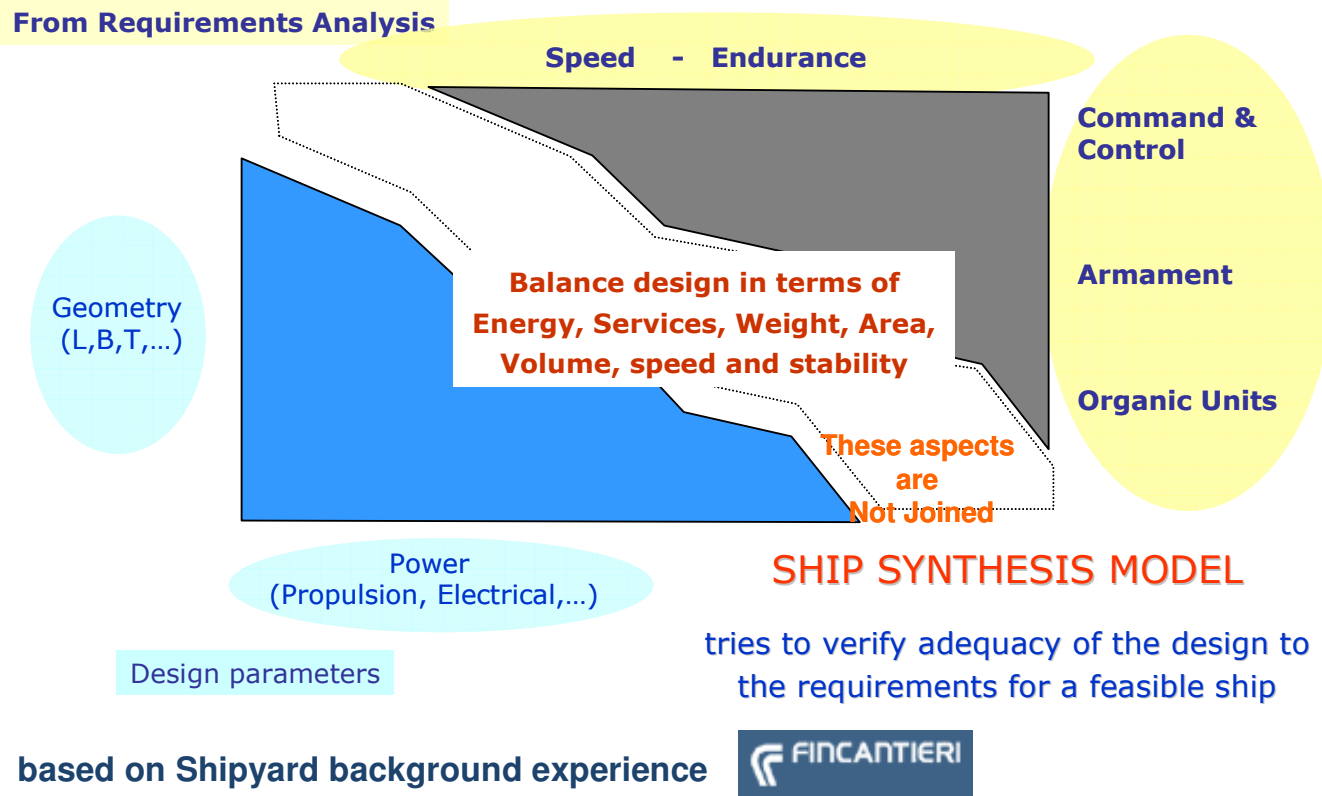 From Requirements Analysis
Speed - Endurance
Command &
Control
Armament
Organic Units
Geometry
(L,B,T,...)
Balance design in terms of
Energy, Services, Weight, Area,
Volume, speed and stability
These aspects
are
Not Joined
Power
(Propulsion, Electrical,...)
Design parameters
SHIP SYNTHESIS MODEL
tries to verify adequacy of the design to
the requirements for a feasible ship
based on Shipyard background experience
FINCANTIERI